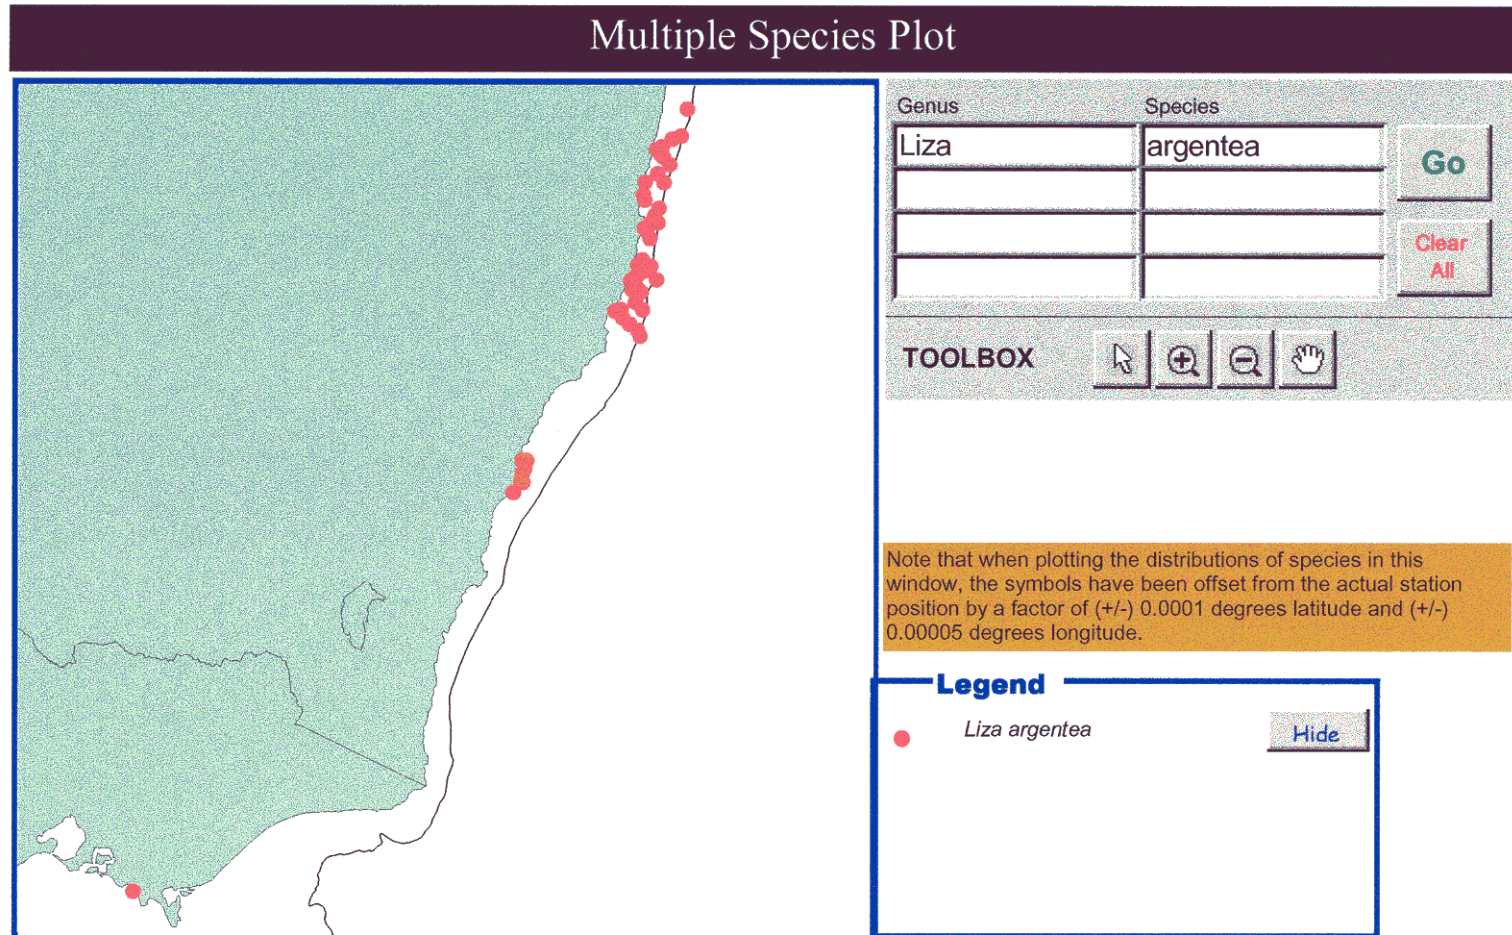 Multiple Species Plot
Genus Species
Liza argentea
Go
Clear
All
TOOLBOX
Note that when plotting the distributions of species in this
window, the symbols have been offset from the actual station
position by a factor of (+/-) 0.0001 degrees latitude and (+/-)
0.00005 degrees longitude.
Legend
Liza argentea
Hide